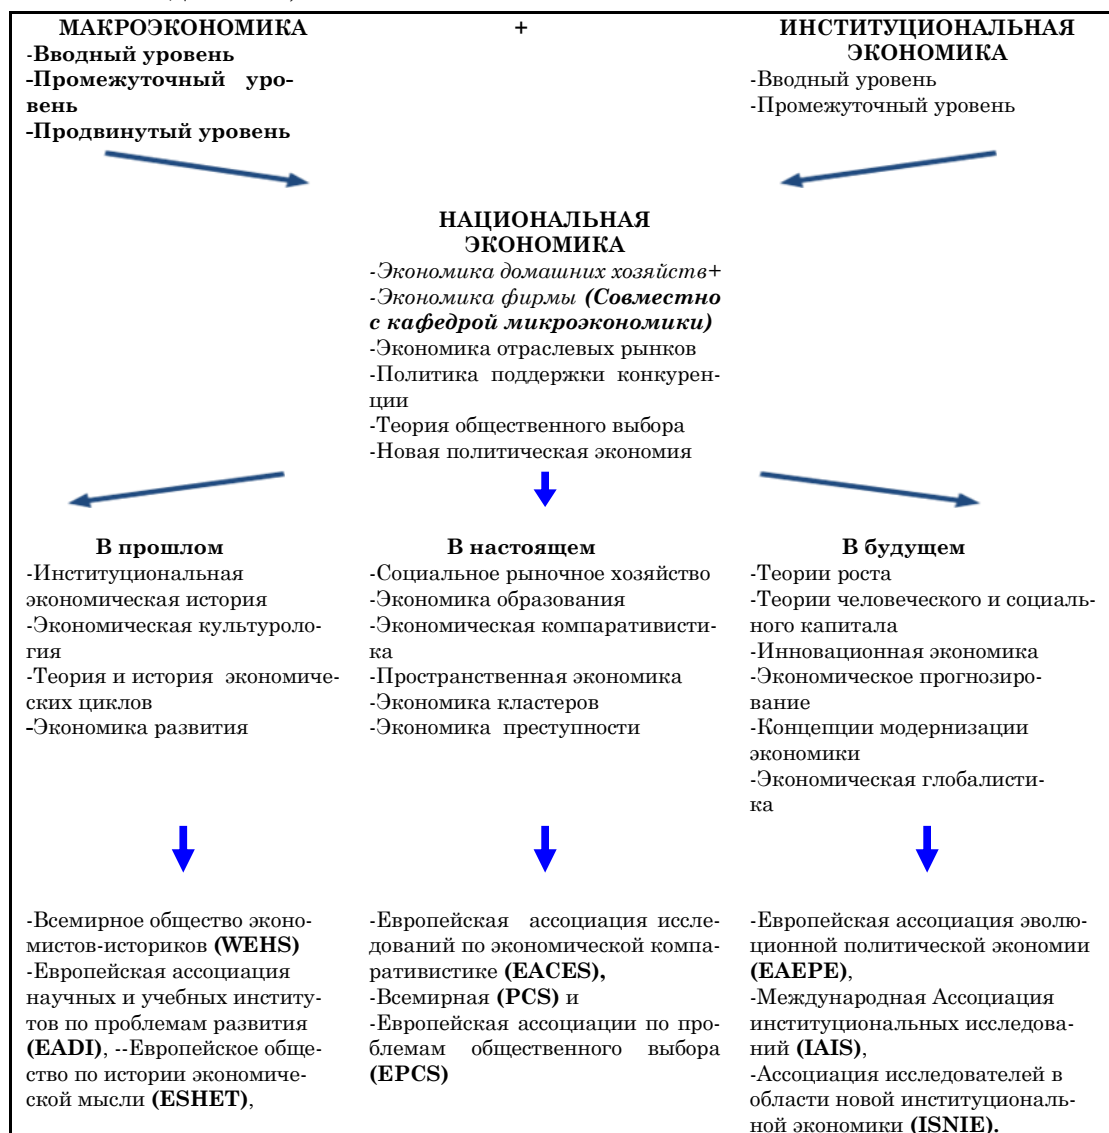 МАКРОЭКОНОМИКА
-Вводный уровень
-Промежуточный уро-
вень
-Продвинутый уровень
+
ИНСТИТУЦИОНАЛЬНАЯ
ЭКОНОМИКА
-Вводный уровень
-Промежуточный уровень
НАЦИОНАЛЬНАЯ
ЭКОНОМИКА
-Экономика домашних хозяйств+
-Экономика фирмы (Совместно
с кафедрой микроэкономики)
-Экономика отраслевых рынков
-Политика поддержки конкурен-
ции
-Теория общественного выбора
-Новая политическая экономия
В прошлом
-Институциональная
экономическая история
-Экономическая культуроло-
гия
-Теория и история экономиче-
ских циклов
-Экономика развития
В настоящем
-Социальное рыночное хозяйство
-Экономика образования
-Экономическая компаративисти-
ка
-Пространственная экономика
-Экономика кластеров
-Экономика преступности
В будущем
-Теории роста
-Теории человеческого и социаль-
ного капитала
-Инновационная экономика
-Экономическое прогнозиро-
вание
-Концепции модернизации
экономики
-Экономическая глобалисти-
ка
-Всемирное общество эконо-
мистов-историков (WEHS)
-Европейская ассоциация
научных и учебных институ-
тов по проблемам развития
(EADI), --Европейское обще-
ство по истории экономиче-
ской мысли (ESHET),
-Европейская ассоциация иссле-
дований по экономической компа-
ративистике (EACES),
-Всемирная (PCS) и
-Европейская ассоциации по про-
блемам общественного выбора
(EPCS)
-Европейская ассоциация эволю-
ционной политической экономии
(EAEPE),
-Международная Ассоциация
институциональных исследова-
ний (IAIS),
-Ассоциация исследователей в
области новой институциональ-
ной экономики (ISNIE).